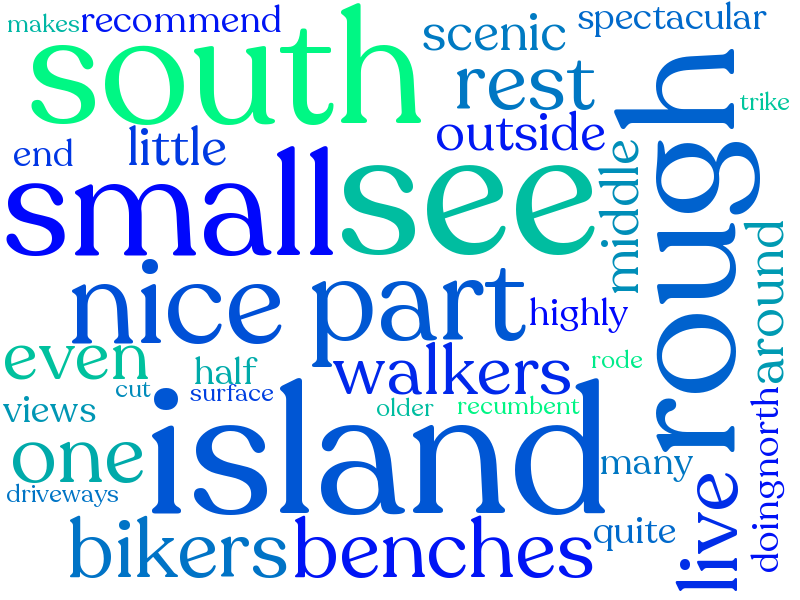 makes recommend scenic spectacular
south rest trike
end little outside
small see middle rough
nice part highly around
even half walkers rode
cut surface
views older recumbent
one island many
driveways live doing north
bikers benches quite